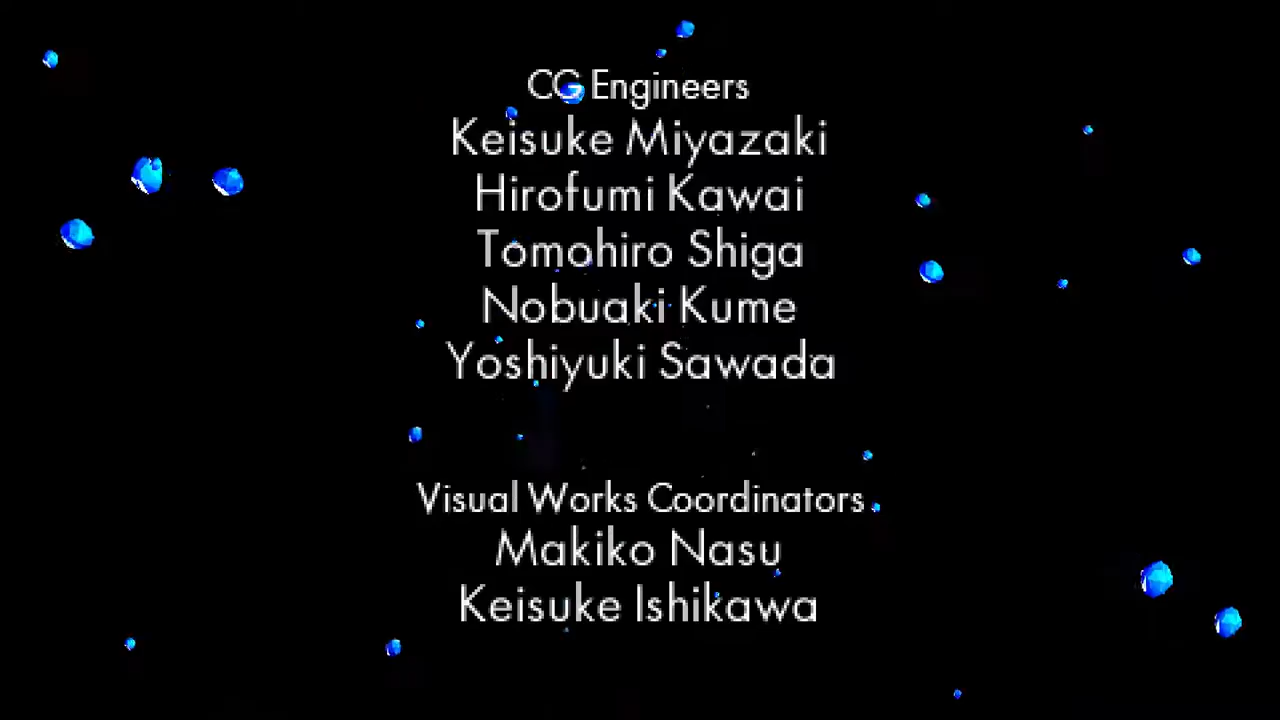 CG Engineers
Keisuke Miyazaki
Hirofumi Kawai
Tomohiro Shiga
Nobuaki Kume
Yoshiyuki Sawada
Visual Works Coordinators
Makiko Nasu
Keisuke Ishikawa